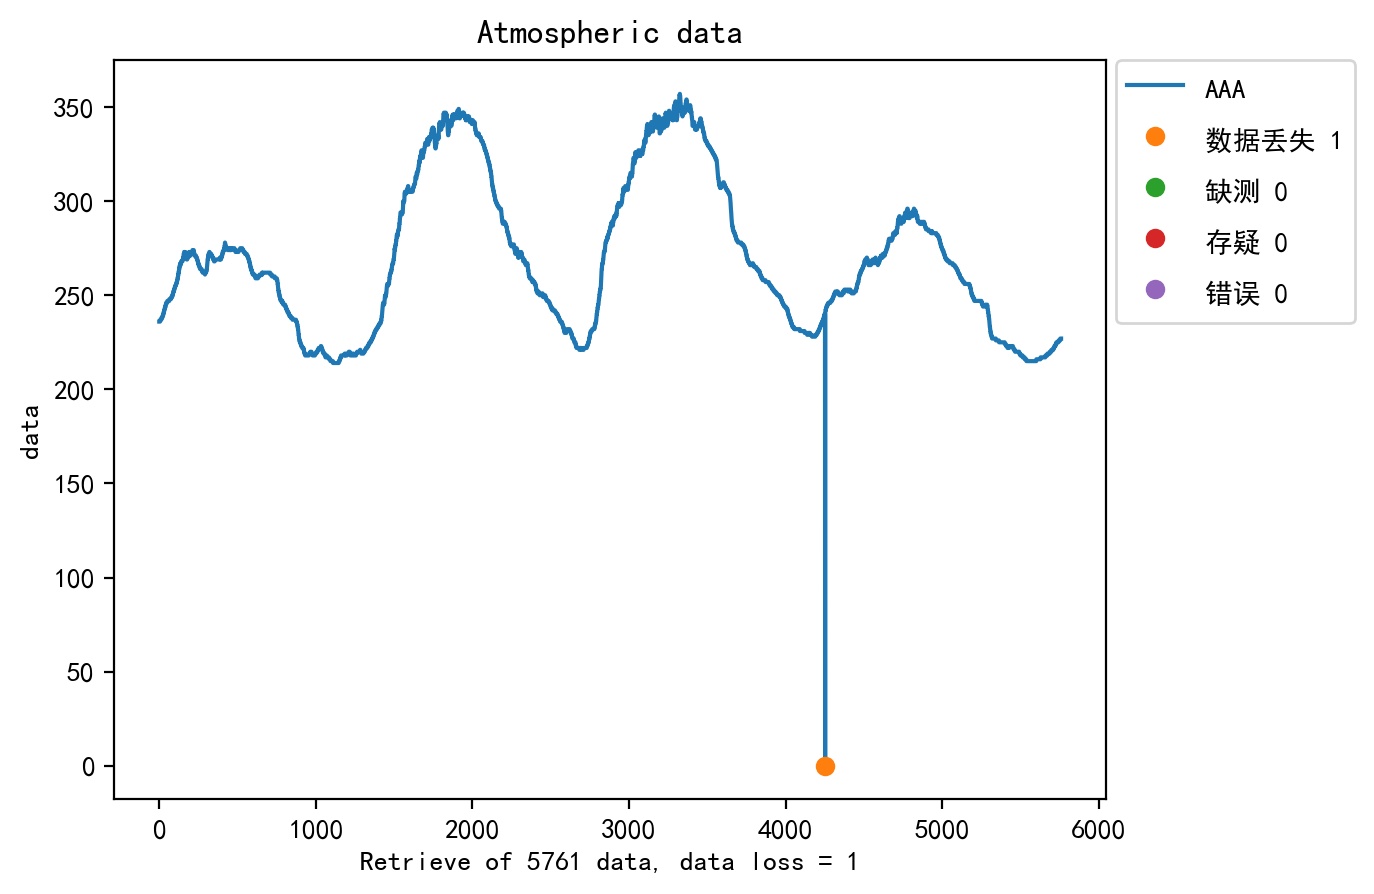 Atmospheric data
350
300
250
200
150
100
50
0
data
0 1000 2000 3000 4000 5000 6000
Retrieve of 5761 data, data loss = 1
AAA
数据丢失 1
缺测 0
存疑 0
错误 0